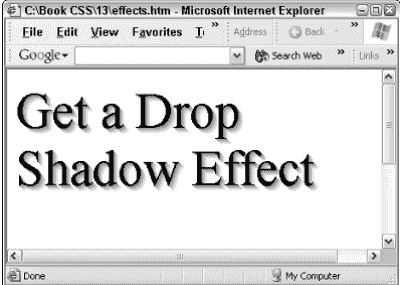 C:\Book CSS\13\effects.htm - Microsoft Internet Explorer
File Edit View Favorites T » Address Back » 
Google Search Web » Links »
Get a Drop
Shadow Effect
Done My Computer